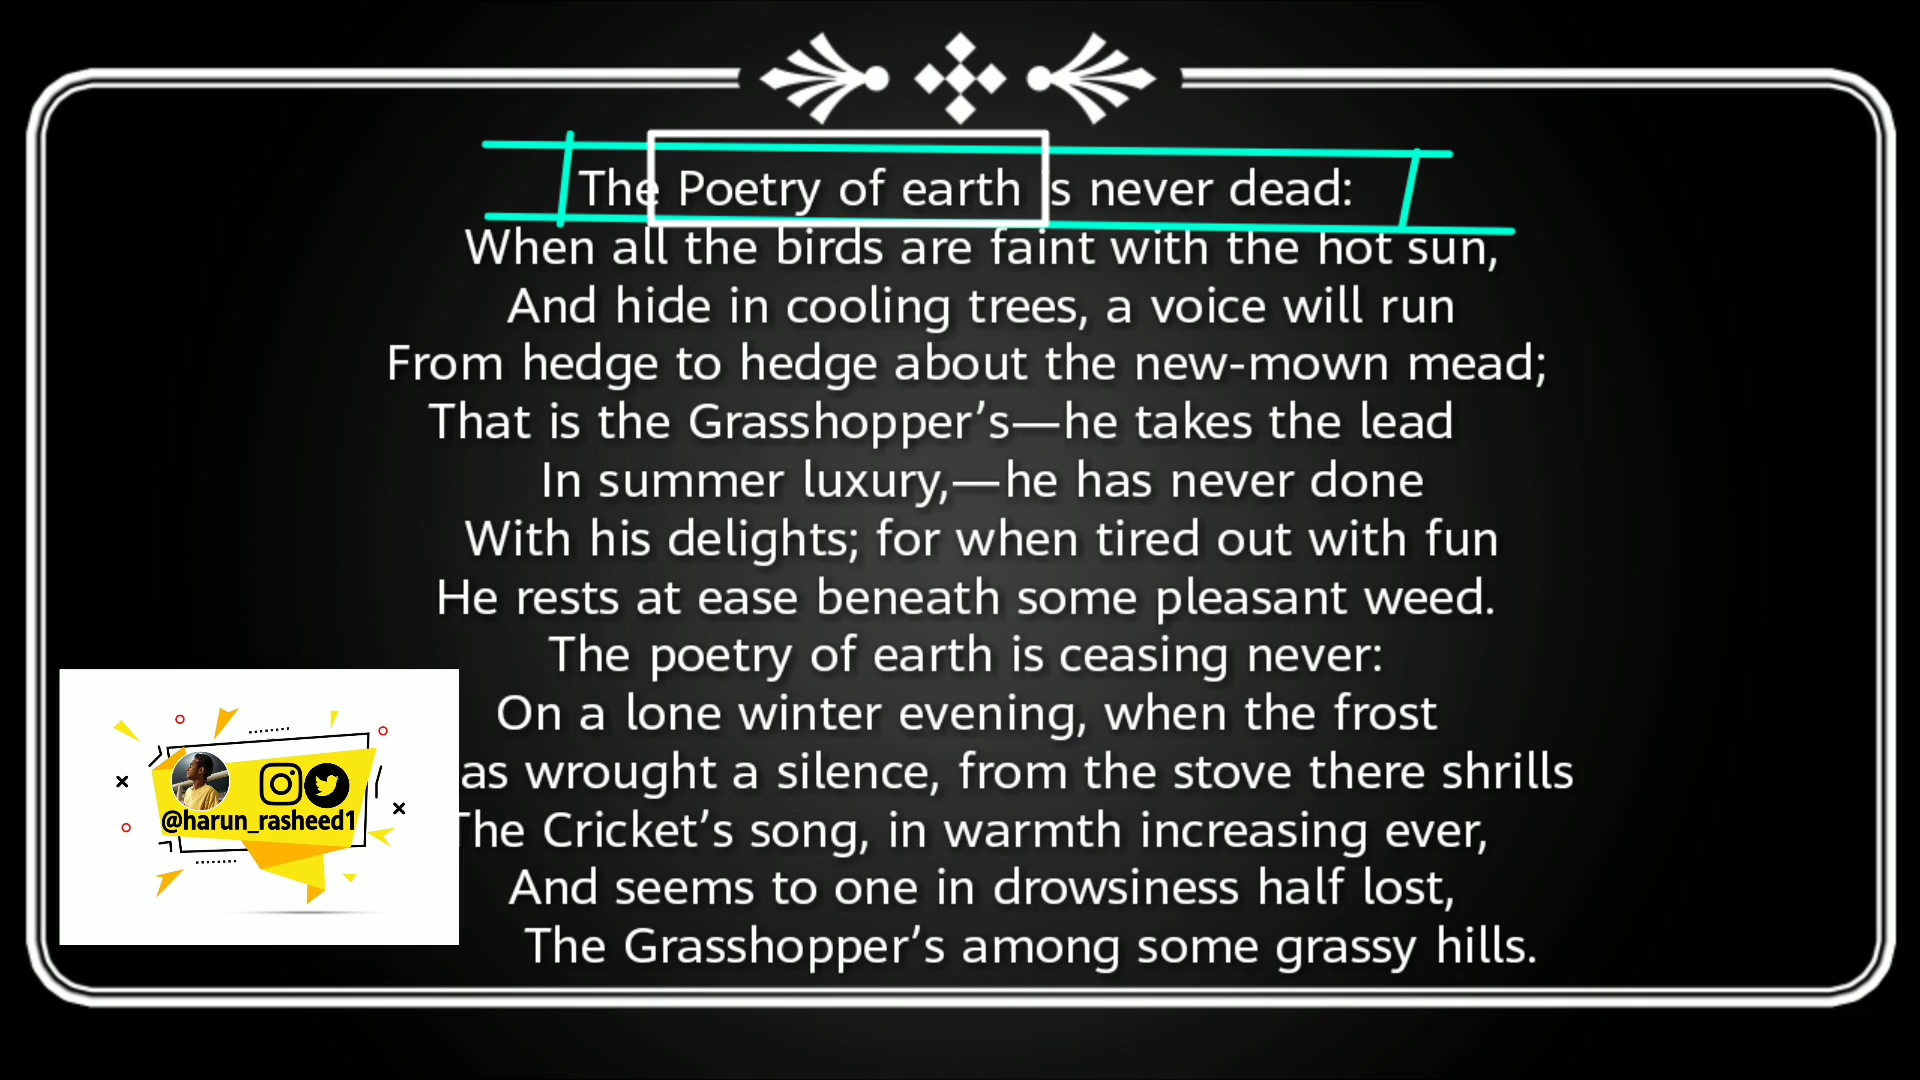 The Poetry of earth is never dead:
When all the birds are faint with the hot sun,
And hide in cooling trees, a voice will run
From hedge to hedge about the new-mown mead;
That is the Grasshopper’s—he takes the lead
In summer luxury,—he has never done
With his delights; for when tired out with fun
He rests at ease beneath some pleasant weed.
The poetry of earth is ceasing never:
On a lone winter evening, when the frost
as wrought a silence, from the stove there shrills
The Cricket’s song, in warmth increasing ever,
And seems to one in drowsiness half lost,
The Grasshopper’s among some grassy hills.
@harun_rasheed1